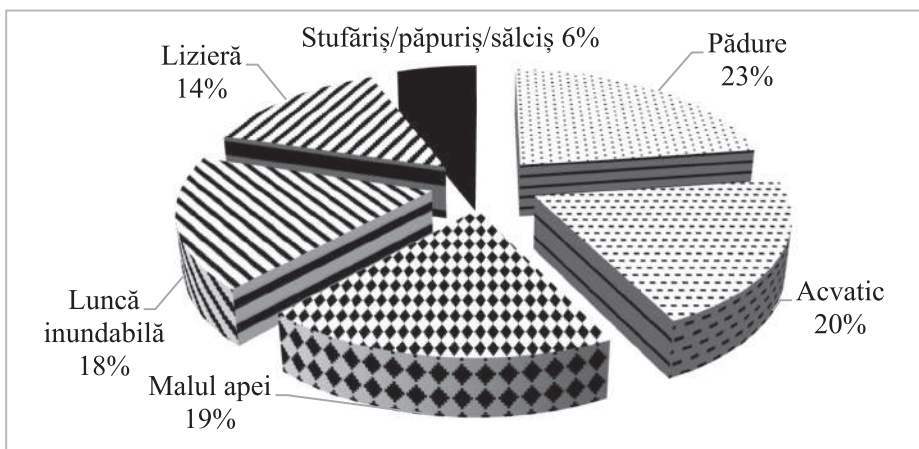 Stufăriș/păpuriș/sălciș 6%
Pădure
23%
Acvatic
20%
Malul apei
19%
Luncă
inundabilă
18%
Lizieră
14%